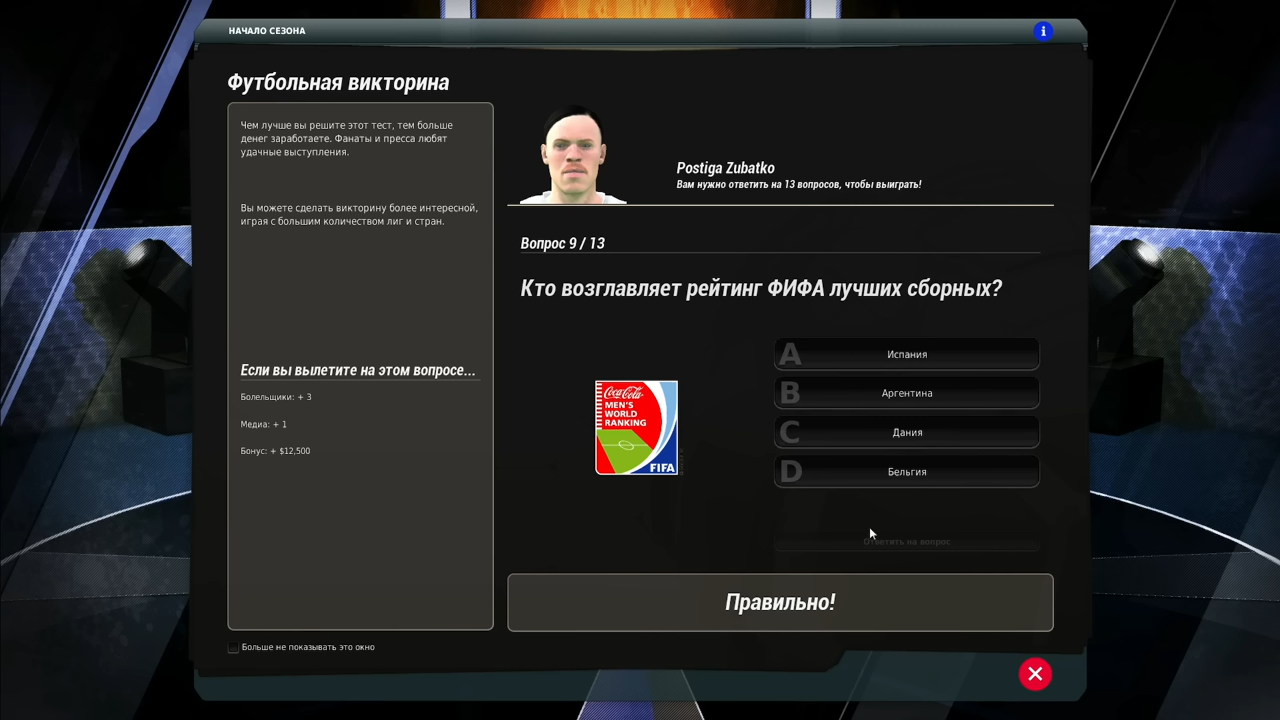 НАЧАЛО СЕЗОНА
i
Футбольная викторина
Чем лучше вы решите этот тест, тем больше
денег заработаете. Фанаты и пресса любят
удачные выступления.
Вы можете сделать викторину более интересной,
играя с большим количеством лиг и стран.
Если вы вылетите на этом вопросе...
Болельщики: + 3
Медиа: + 1
Бонус: + $12,500
Postiga Zubatko
Вам нужно ответить на 13 вопросов, чтобы выиграть!
Вопрос 9 / 13
Кто возглавляет рейтинг ФИФА лучших сборных?
Coca-Cola
MEN'S
WORLD
RANKING
FIFA
A Испания
B Аргентина
C Дания
D Бельгия
Ответить на вопрос
Правильно!
Больше не показывать это окно